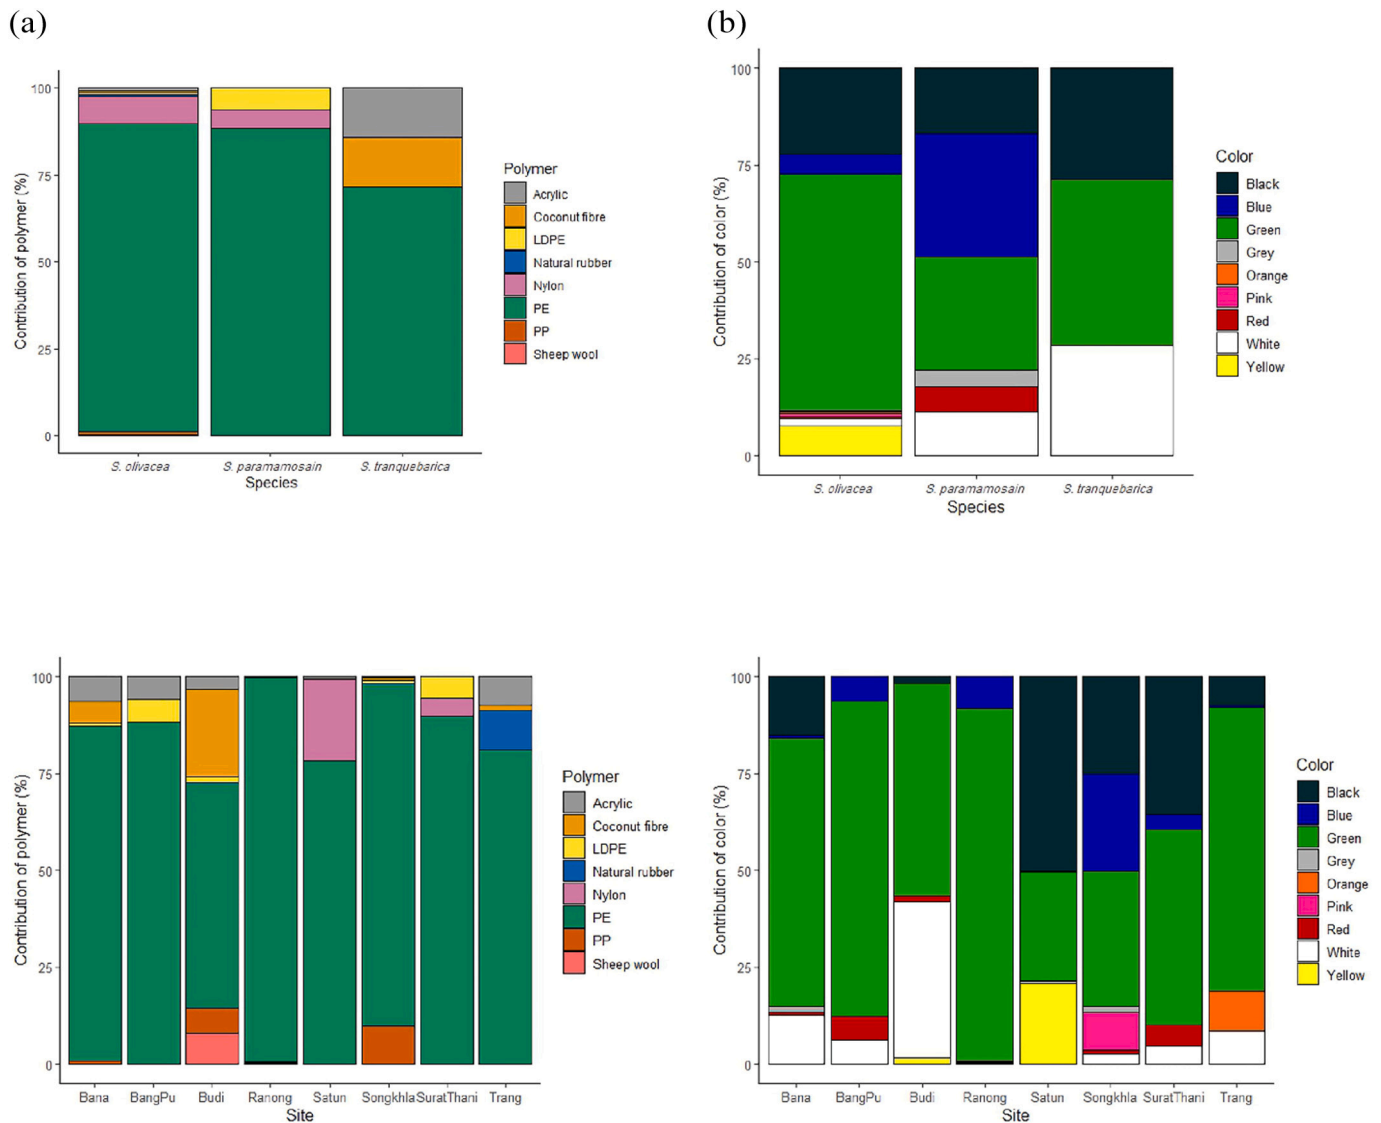 (a)
100
75
50
25
0
Contribution of polymer (%)
S. olivacea
S. paramamosain
S. tranquebarica
Species
Polymer
Acrylic
Coconut fibre
LDPE
Natural rubber
Nylon
PE
PP
Sheep wool
(b)
100
75
50
25
0
Contribution of color (%)
S. olivacea
S. paramamosain
S. tranquebarica
Species
Color
Black
Blue
Green
Grey
Orange
Pink
Red
White
Yellow
100
75
50
25
0
Contribution of polymer (%)
Bana
BangPu
Budi
Ranong
Satun
Songkhla
SuratThani
Trang
Site
Polymer
Acrylic
Coconut fibre
LDPE
Natural rubber
Nylon
PE
PP
Sheep wool
100
75
50
25
0
Contribution of color (%)
Bana
BangPu
Budi
Ranong
Satun
Songkhla
SuratThani
Trang
Site
Color
Black
Blue
Green
Grey
Orange
Pink
Red
White
Yellow